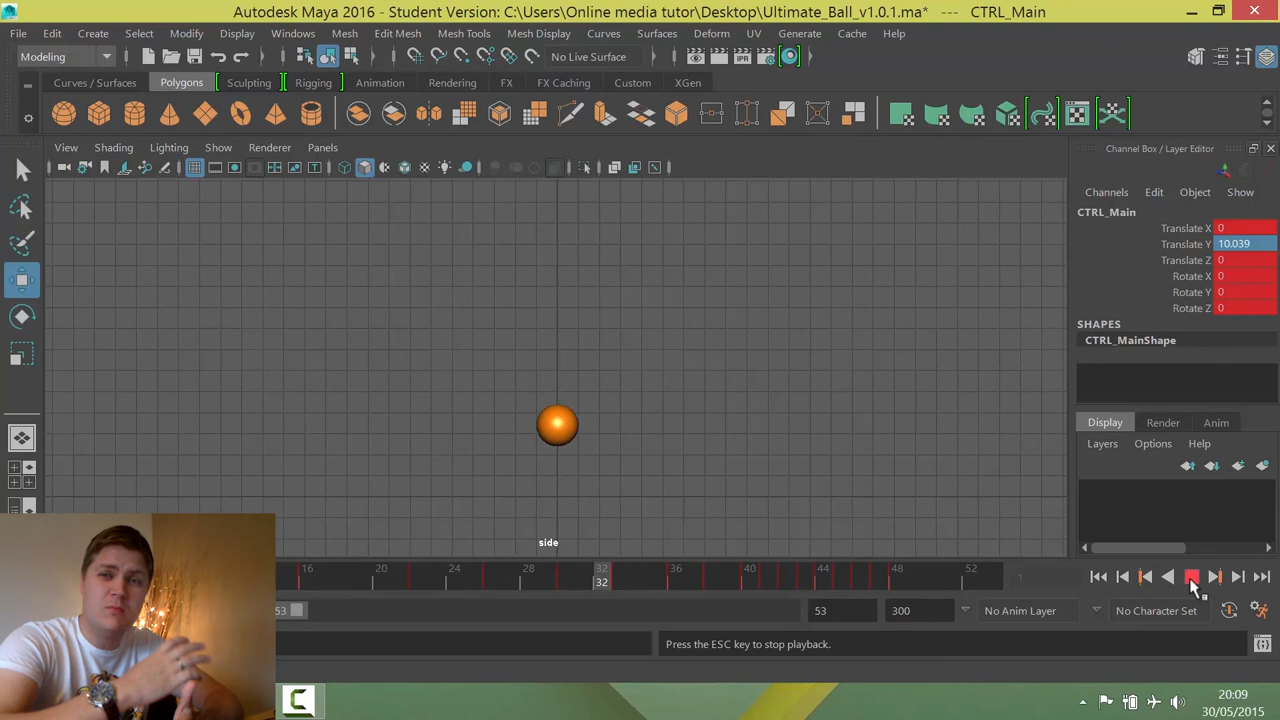 Autodesk Maya 2016 - Student Version: C:\Users\Online media tutor\Desktop\Ultimate_Ball_v1.0.1.ma* --- CTRL_Main
File Edit Create Select Modify Display Windows Mesh Edit Mesh Mesh Tools Mesh Display Curves Surfaces Deform UV Generate Cache Help
Modeling No Live Surface IPR
Curves / Surfaces Polygons Sculpting Rigging Animation Rendering FX FX Caching Custom XGen
View Shading Lighting Show Renderer Panels
Channel Box / Layer Editor
Channels Edit Object Show
CTRL_Main
Translate X 0
Translate Y 10.039
Translate Z 0
Rotate X 0
Rotate Y 0
Rotate Z 0
SHAPES
CTRL_MainShape
Display Render Anim
Layers Options Help
side
16 20 24 28 32 36 40 44 48 52 1
32
53 53 300 No Anim Layer No Character Set
Press the ESC key to stop playback.
20:09
30/05/2015